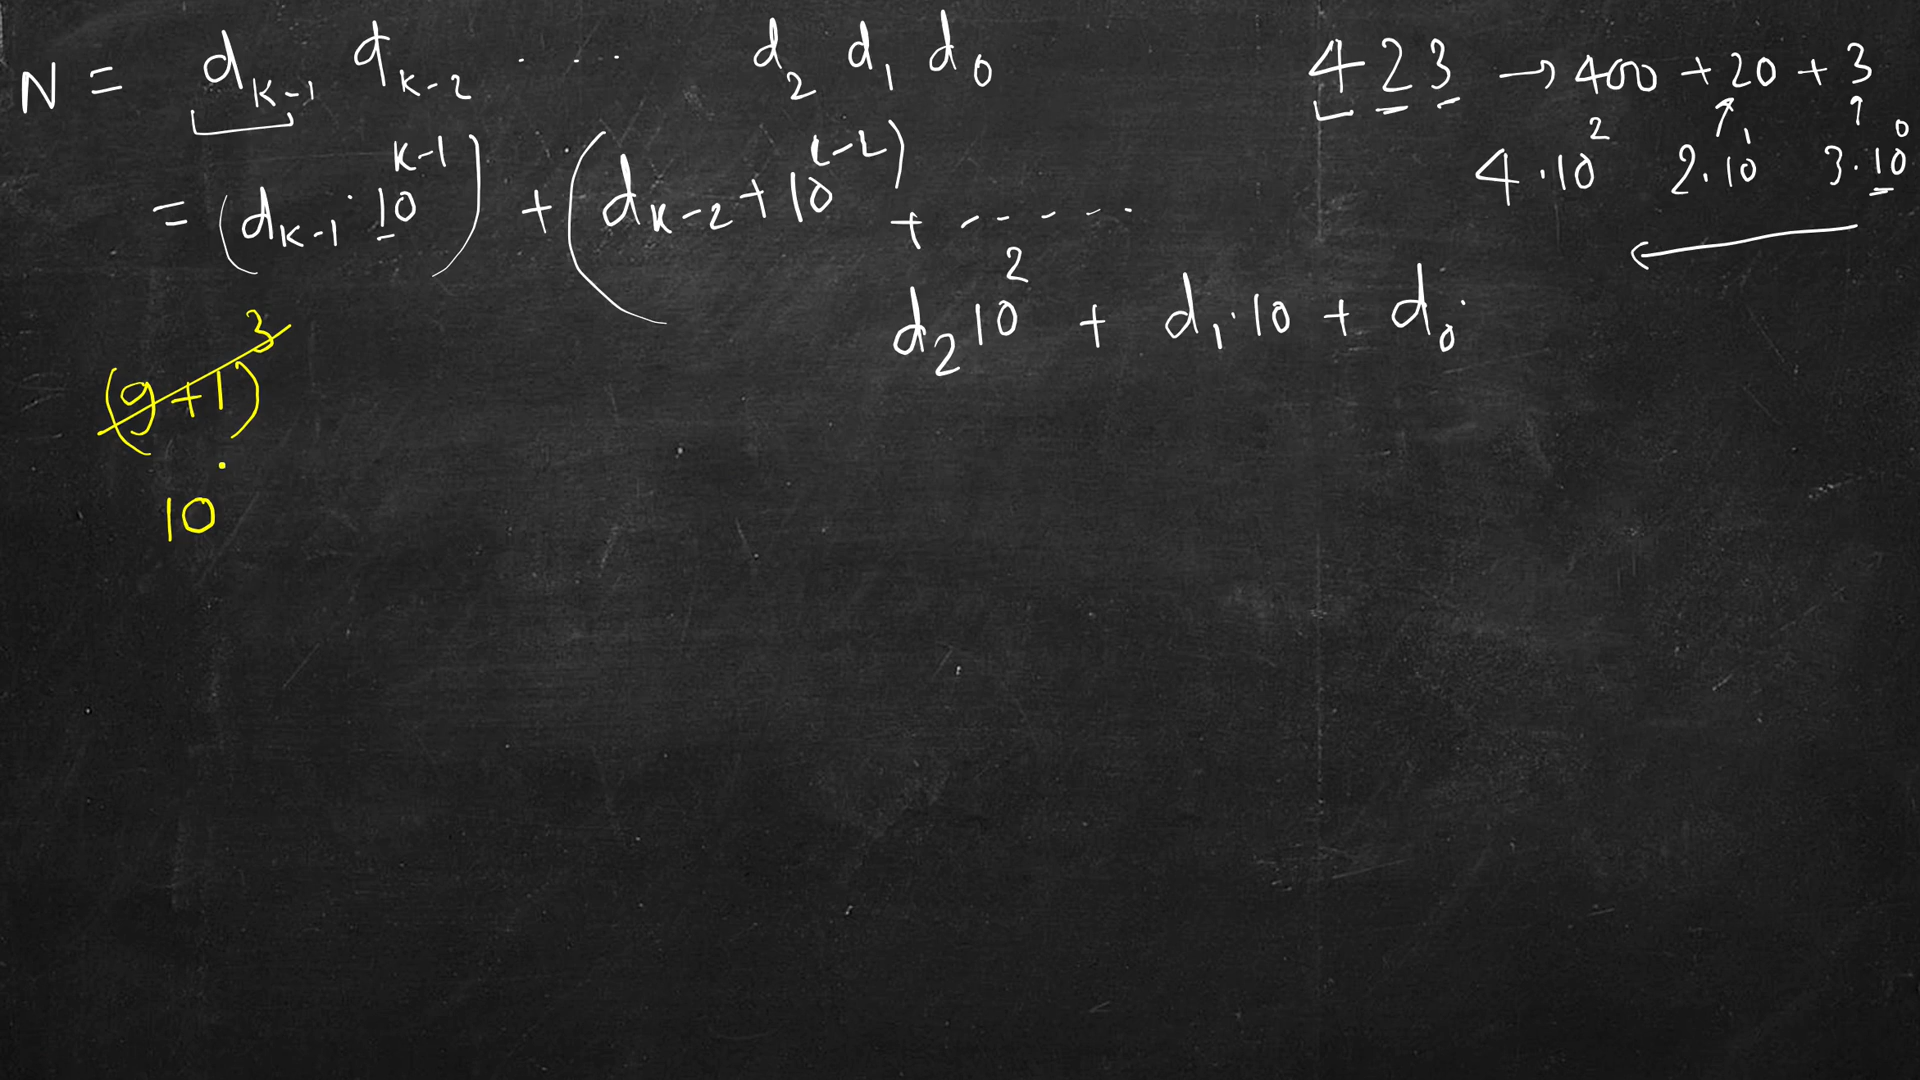 N = d_{k-1} d_{k-2} . ... d_2 d_1 d_0
= (d_{k-1} · 10^{k-1}) + (d_{k-2} + 10^{k-2}) + .....
d_2 10^2 + d_1 · 10 + d_0 .
423 → 400 + 20 + 3
4 · 10^2 2 . 10^1 3 . 10^0
(9+1)^3
10